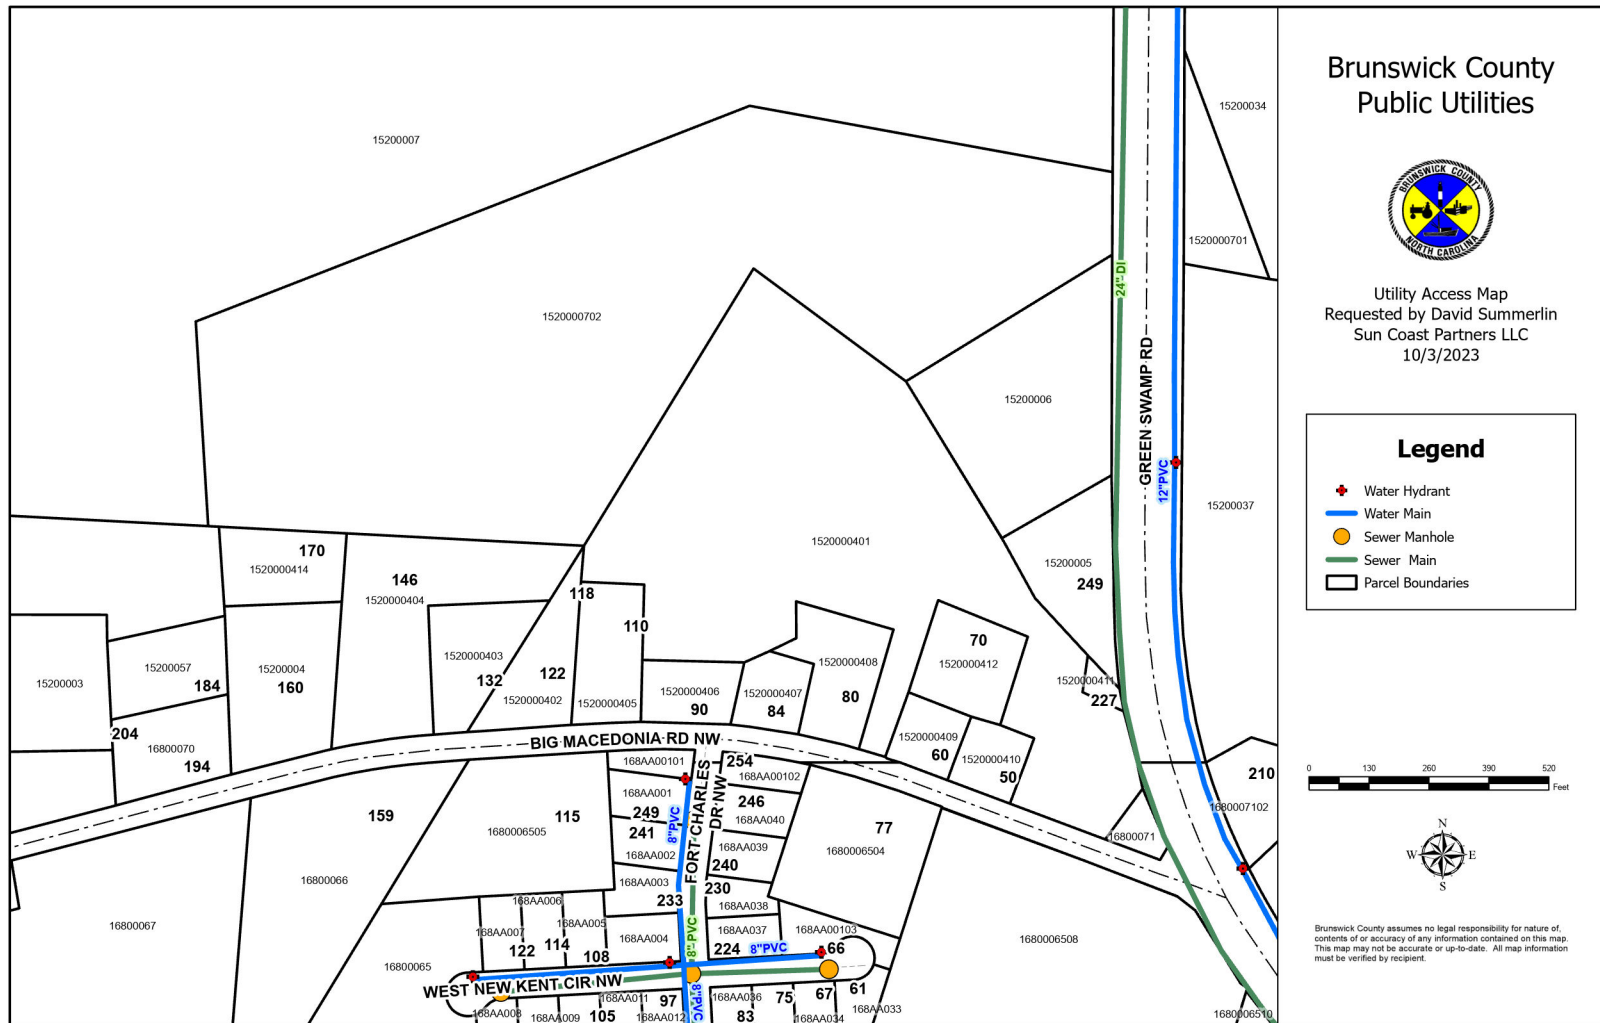 Brunswick County
Public Utilities
BRUNSWICK COUNTY
NORTH CAROLINA
Utility Access Map
Requested by David Summerlin
Sun Coast Partners LLC
10/3/2023
Legend
Water Hydrant
Water Main
Sewer Manhole
Sewer Main
Parcel Boundaries
0 130 260 390 520
Feet
N
W E
S
Brunswick County assumes no legal responsibility for nature of,
contents of or accuracy of any information contained on this map.
This map may not be accurate or up-to-date. All map information
must be verified by recipient.
15200007
15200034
1520000701
24" DI
1520000702
GREEN SWAMP RD
15200006
12"PVC
15200037
1520000401
170
1520000414
146
1520000404
118
15200005
249
110
70
1520000412
15200057
184
15200004
160
15200003
1520000403
132
122
1520000402
1520000405
1520000406
90
1520000407
84
1520000408
80
1520000411
227
204
16800070
194
BIG MACEDONIA RD NW
1520000409
60
1520000410
50
168AA00101
254
168AA00102
210
1680007102
168AA001
249
246
168AA040
159
115
1680006505
241
8"PVC
FORT CHARLES
DR NW
77
1680006504
16800071
168AA002
168AA039
240
168AA003
230
16800066
233
168AA038
168AA006
168AA005
168AA007
168AA004
168AA037
168AA00103
16800067
122
114
108
8"-PVC
224
8"PVC
66
1680006508
16800065
WEST NEW KENT CIR NW
168AA008
168AA009
168AA011
105
97
168AA012
8"PVC
168AA036
83
75
67
168AA034
61
168AA033
1680006510